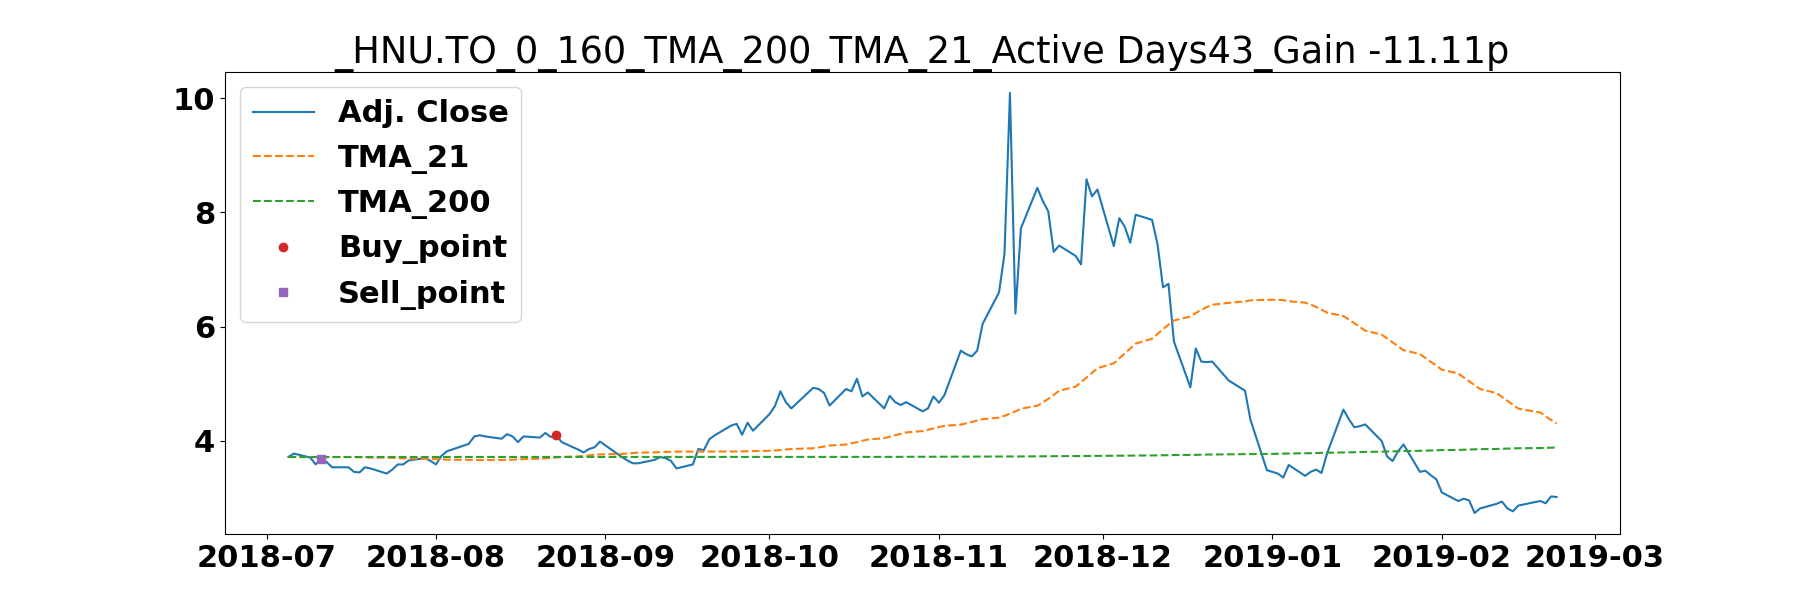 _HNU.TO_0_160_TMA_200_TMA_21_Active Days43_Gain -11.11p
10
8
6
4
Adj. Close
TMA_21
TMA_200
Buy_point
Sell_point
2018-07 2018-08 2018-09 2018-10 2018-11 2018-12 2019-01 2019-02 2019-03